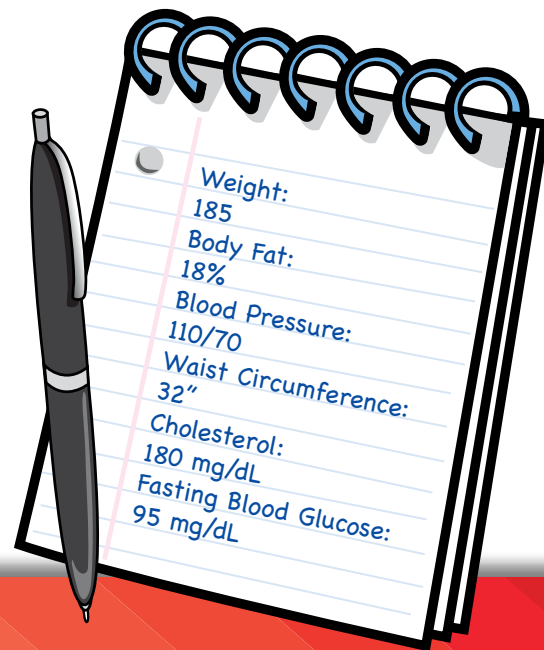 Weight:
185
Body Fat:
18%
Blood Pressure:
110/70
Waist Circumference:
32”
Cholesterol:
180 mg/dL
Fasting Blood Glucose:
95 mg/dL